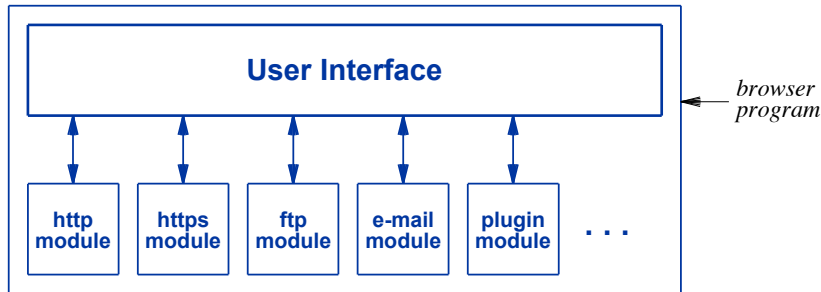 User Interface
browser
program
http
module
https
module
ftp
module
e-mail
module
plugin
module
. . .